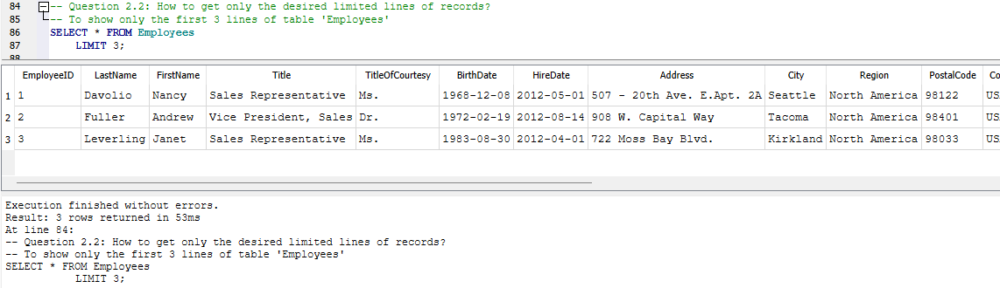 84 -- Question 2.2: How to get only the desired limited lines of records?
85 -- To show only the first 3 lines of table 'Employees'
86 SELECT * FROM Employees
87 LIMIT 3;
88
EmployeeID LastName FirstName Title TitleOfCourtesy BirthDate HireDate Address City Region PostalCode Co
1 1 Davolio Nancy Sales Representative Ms. 1968-12-08 2012-05-01 507 - 20th Ave. E.Apt. 2A Seattle North America 98122 US
2 2 Fuller Andrew Vice President, Sales Dr. 1972-02-19 2012-08-14 908 W. Capital Way Tacoma North America 98401 US
3 3 Leverling Janet Sales Representative Ms. 1983-08-30 2012-04-01 722 Moss Bay Blvd. Kirkland North America 98033 US
Execution finished without errors.
Result: 3 rows returned in 53ms
At line 84:
-- Question 2.2: How to get only the desired limited lines of records?
-- To show only the first 3 lines of table 'Employees'
SELECT * FROM Employees
LIMIT 3;